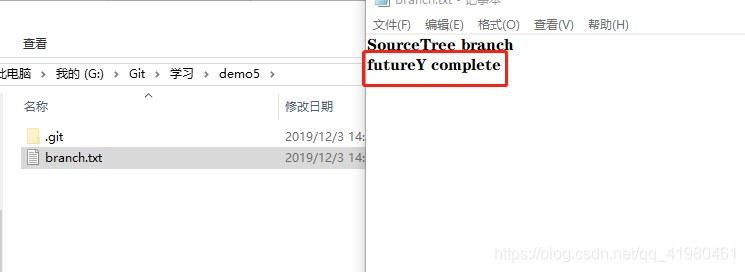 查看
此电脑 › 我的 (G:) › Git › 学习 › demo5 ›
名称
修改日期
.git
2019/12/3 14:
branch.txt
2019/12/3 14:
branch.txt - 记事本
文件(F) 编辑(E) 格式(O) 查看(V) 帮助(H)
SourceTree branch
futureY complete
https://blog.csdn.net/qq_41980461